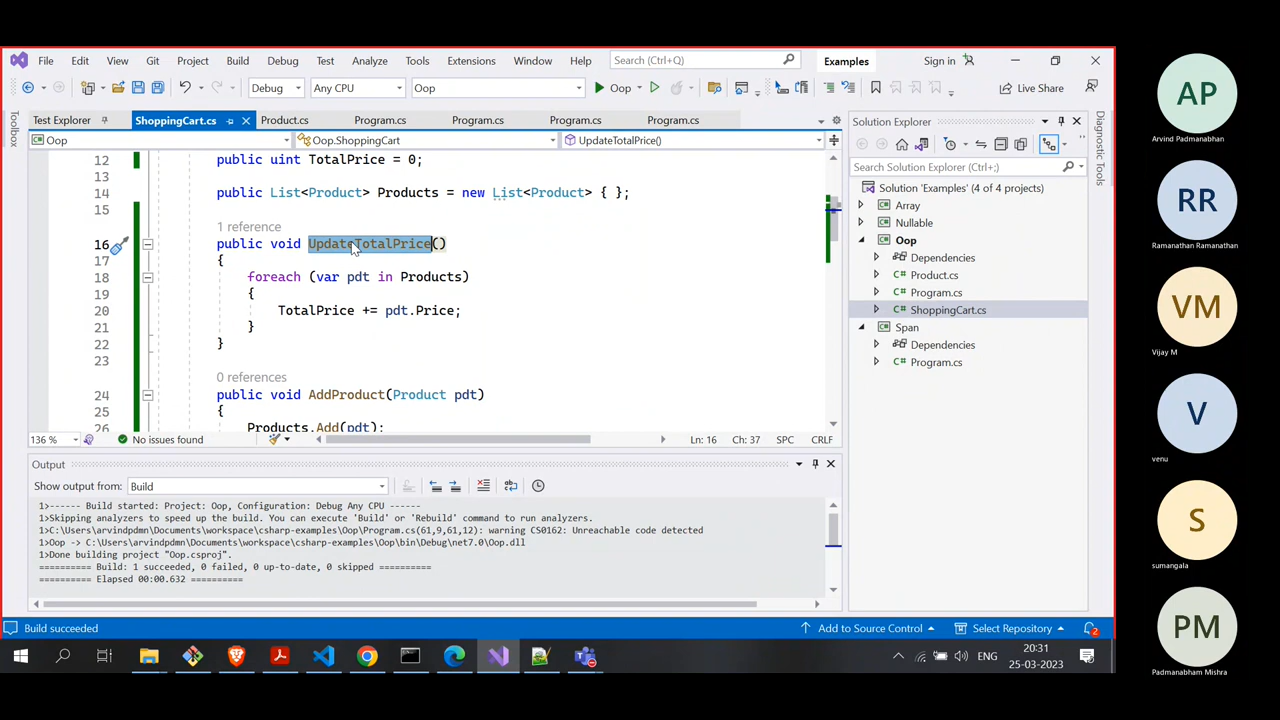 File Edit View Git Project Build Debug Test Analyze Tools Extensions Window Help Search (Ctrl+Q) Examples Sign in
Debug Any CPU Oop Oop Live Share
Toolbox
Test Explorer ShoppingCart.cs Product.cs Program.cs Program.cs Program.cs Program.cs
Oop Oop.ShoppingCart UpdateTotalPrice()
12 public uint TotalPrice = 0;
13
14 public List<Product> Products = new List<Product> { };
15
1 reference
16 public void UpdateTotalPrice()
17 {
18 foreach (var pdt in Products)
19 {
20 TotalPrice += pdt.Price;
21 }
22 }
23
0 references
24 public void AddProduct(Product pdt)
25 {
26 Products.Add(pdt);
136 % No issues found Ln: 16 Ch: 37 SPC CRLF
Output
Show output from: Build
1>------ Build started: Project: Oop, Configuration: Debug Any CPU ------
1>Skipping analyzers to speed up the build. You can execute 'Build' or 'Rebuild' command to run analyzers.
1>C:\Users\arvindpdmn\Documents\workspace\csharp-examples\Oop\Program.cs(61,9,61,12): warning CS0162: Unreachable code detected
1>Oop -> C:\Users\arvindpdmn\Documents\workspace\csharp-examples\Oop\bin\Debug\net7.0\Oop.dll
1>Done building project "Oop.csproj".
========== Build: 1 succeeded, 0 failed, 0 up-to-date, 0 skipped ==========
========== Elapsed 00:00.632 ==========
Solution Explorer
Search Solution Explorer (Ctrl+;)
Solution 'Examples' (4 of 4 projects)
Array
Nullable
Oop
Dependencies
Product.cs
Program.cs
ShoppingCart.cs
Span
Dependencies
Program.cs
Diagnostic Tools
Build succeeded Add to Source Control Select Repository 2
ENG 20:31
25-03-2023
AP
Arvind Padmanabhan
RR
Ramanathan Ramanathan
VM
Vijay M
V
venu
S
sumangala
PM
Padmanabham Mishra